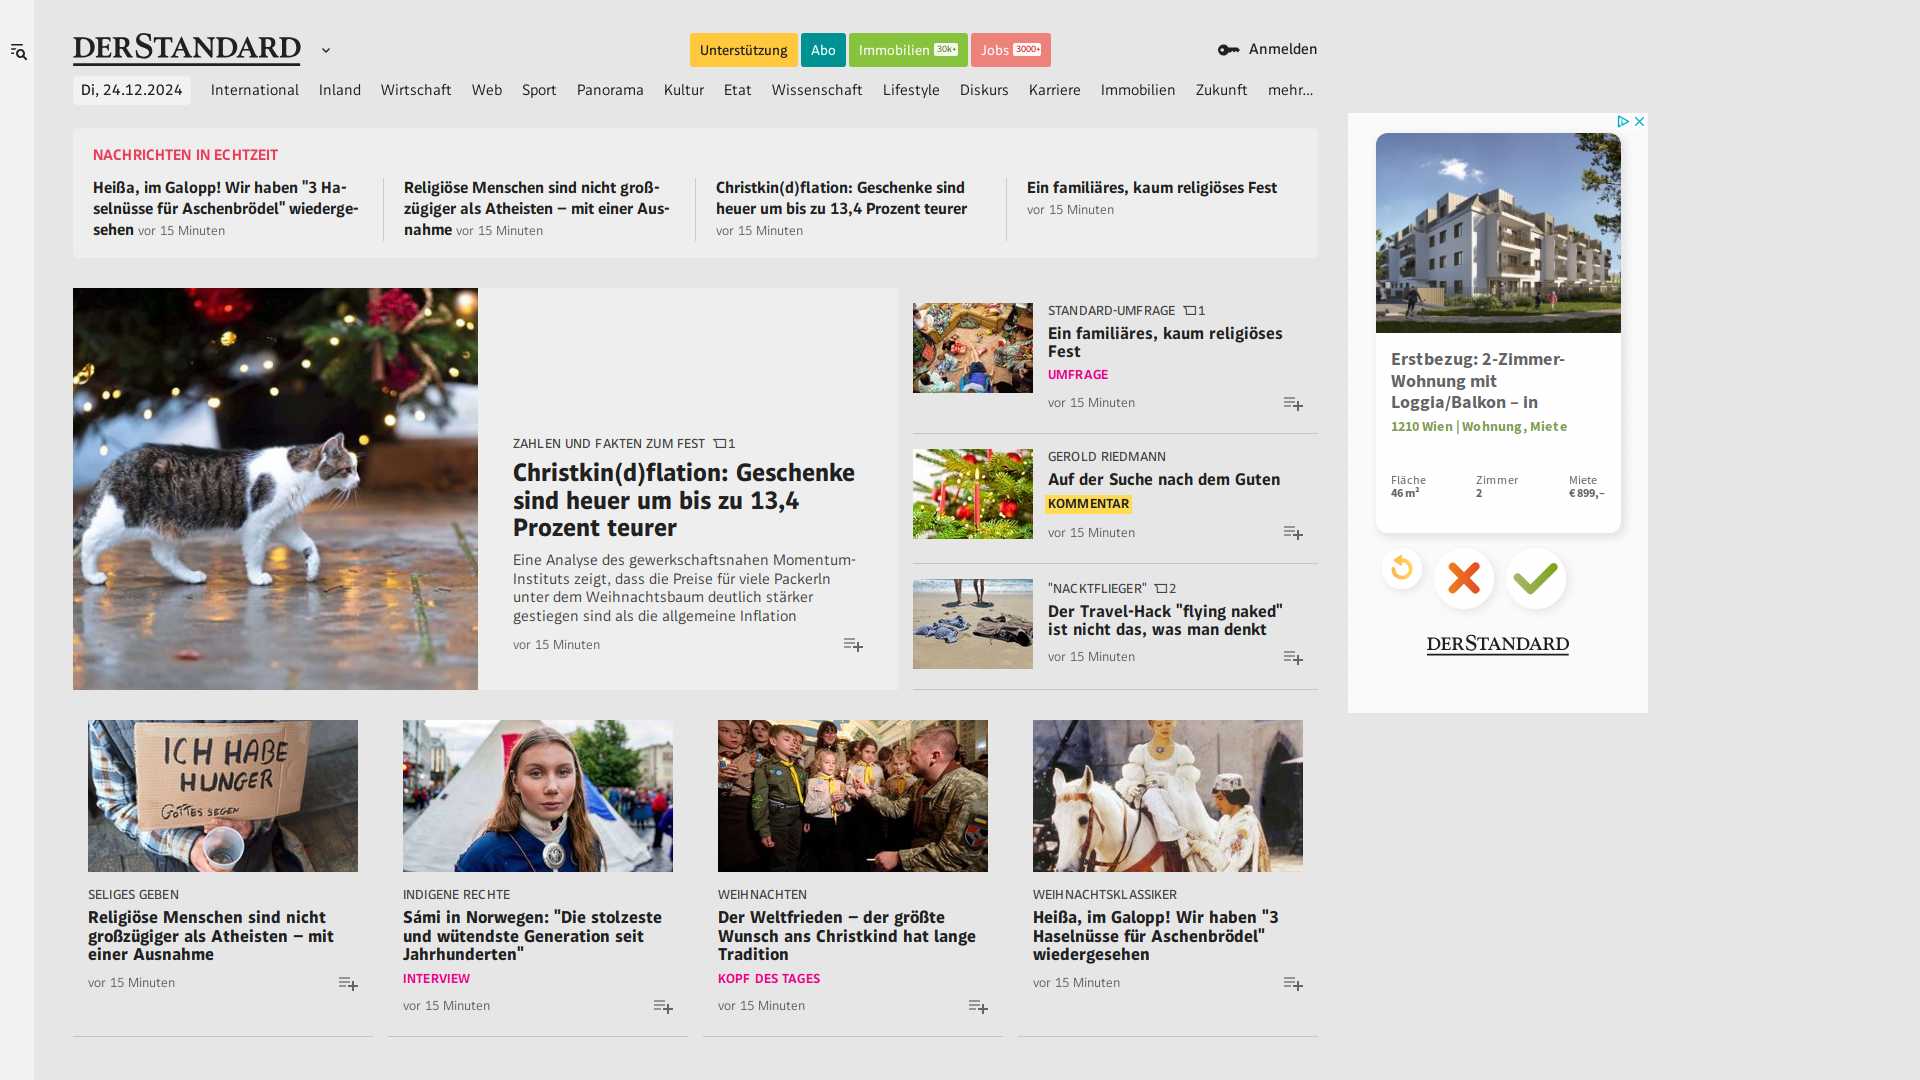 DERSTANDARD
Unterstützung
Abo
Immobilien 30k+
Jobs 3000+
Anmelden
Di, 24.12.2024
International
Inland
Wirtschaft
Web
Sport
Panorama
Kultur
Etat
Wissenschaft
Lifestyle
Diskurs
Karriere
Immobilien
Zukunft
mehr...
NACHRICHTEN IN ECHTZEIT
Heißa, im Galopp! Wir haben "3 Ha-
selnüsse für Aschenbrödel" wiederge-
sehen vor 15 Minuten
Religiöse Menschen sind nicht groß-
zügiger als Atheisten – mit einer Aus-
nahme vor 15 Minuten
Christkin(d)flation: Geschenke sind
heuer um bis zu 13,4 Prozent teurer
vor 15 Minuten
Ein familiäres, kaum religiöses Fest
vor 15 Minuten
ZAHLEN UND FAKTEN ZUM FEST 1
Christkin(d)flation: Geschenke
sind heuer um bis zu 13,4
Prozent teurer
Eine Analyse des gewerkschaftsnahen Momentum-
Instituts zeigt, dass die Preise für viele Packerln
unter dem Weihnachtsbaum deutlich stärker
gestiegen sind als die allgemeine Inflation
vor 15 Minuten
STANDARD-UMFRAGE 1
Ein familiäres, kaum religiöses
Fest
UMFRAGE
vor 15 Minuten
GEROLD RIEDMANN
Auf der Suche nach dem Guten
KOMMENTAR
vor 15 Minuten
"NACKTFLIEGER" 2
Der Travel-Hack "flying naked"
ist nicht das, was man denkt
vor 15 Minuten
ICH HABE
HUNGER
GOTTES SEGEN
SELIGES GEBEN
Religiöse Menschen sind nicht
großzügiger als Atheisten – mit
einer Ausnahme
vor 15 Minuten
INDIGENE RECHTE
Sámi in Norwegen: "Die stolzeste
und wütendste Generation seit
Jahrhunderten"
INTERVIEW
vor 15 Minuten
WEIHNACHTEN
Der Weltfrieden – der größte
Wunsch ans Christkind hat lange
Tradition
KOPF DES TAGES
vor 15 Minuten
WEIHNACHTSKLASSIKER
Heißa, im Galopp! Wir haben "3
Haselnüsse für Aschenbrödel"
wiedergesehen
vor 15 Minuten
Erstbezug: 2-Zimmer-
Wohnung mit
Loggia/Balkon – in
1210 Wien | Wohnung, Miete
Fläche Zimmer Miete
46 m² 2 € 899,–
DERSTANDARD